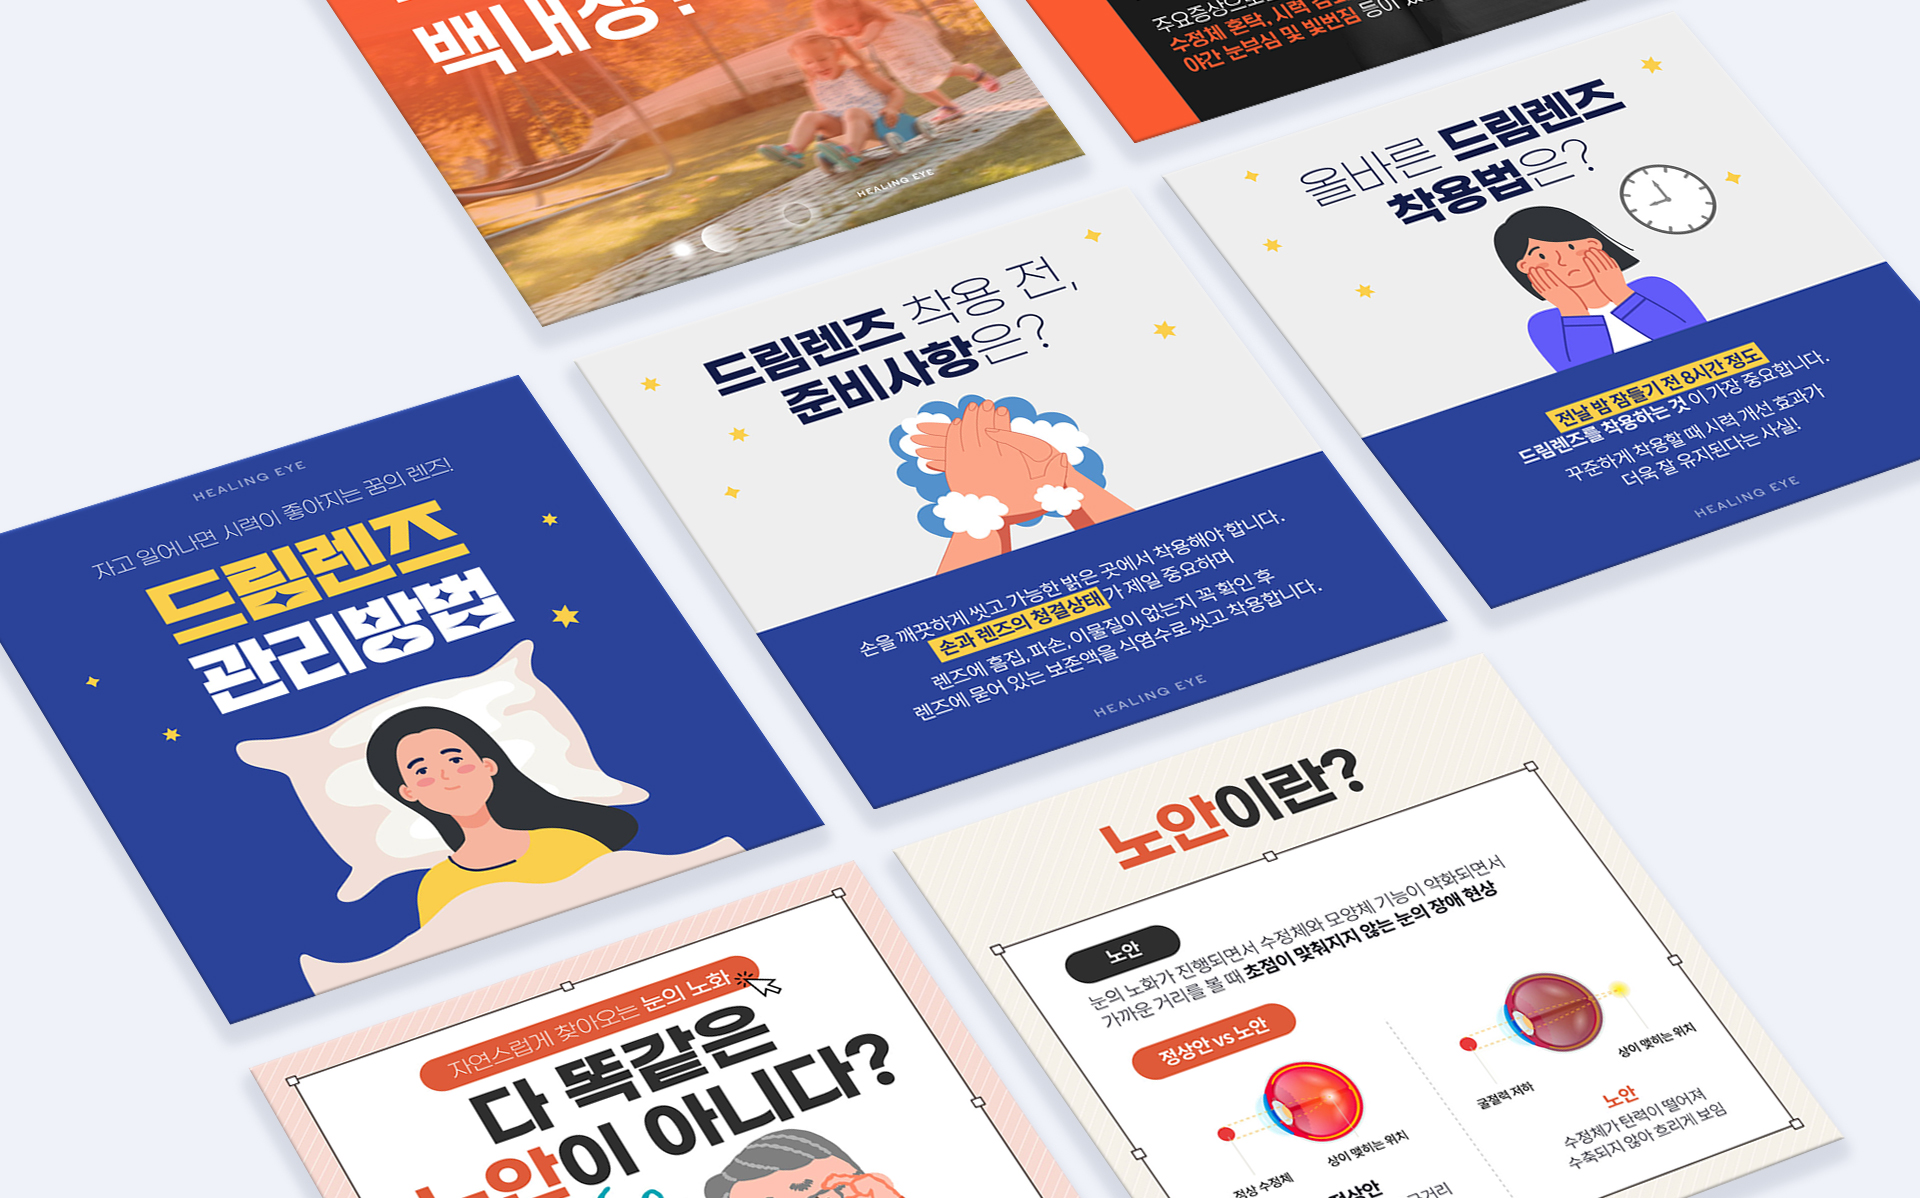 백내장?
HEALING EYE
주요증상으로
수정체 혼탁, 시력
야간 눈부심 및 빛번짐 등이
올바른 드림렌즈
착용법은?
전날 밤 잠들기 전 8시간 정도
드림렌즈를 착용하는 것이 가장 중요합니다.
꾸준하게 착용할 때 시력 개선 효과가
더욱 잘 유지된다는 사실!
HEALING EYE
드림렌즈 착용 전,
준비사항은?
손을 깨끗하게 씻고 가능한 밝은 곳에서 착용해야 합니다.
손과 렌즈의 청결상태가 제일 중요하며
렌즈에 흠집, 파손, 이물질이 없는지 꼭 확인 후
렌즈에 묻어 있는 보존액을 식염수로 씻고 착용합니다.
HEALING EYE
HEALING EYE
자고 일어나면 시력이 좋아지는 꿈의 렌즈!
드림렌즈
관리방법
자연스럽게 찾아오는 눈의 노화
다 똑같은
노안이 아니다?
노안이란?
노안
눈의 노화가 진행되면서 수정체와 모양체 기능이 약화되면서
가까운 거리를 볼 때 초점이 맞춰지지 않는 눈의 장애 현상
정상안 vs 노안
정상 수정체
상이 맺히는 위치
정상안
근거리
굴절력 저하
상이 맺히는 위치
노안
수정체가 탄력이 떨어져
수축되지 않아 흐리게 보임